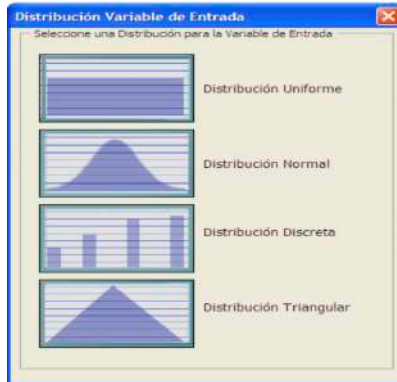 Distribución Variable de Entrada
Seleccione una Distribución para la Variable de Entrada
Distribución Uniforme
Distribución Normal
Distribución Discreta
Distribución Triangular